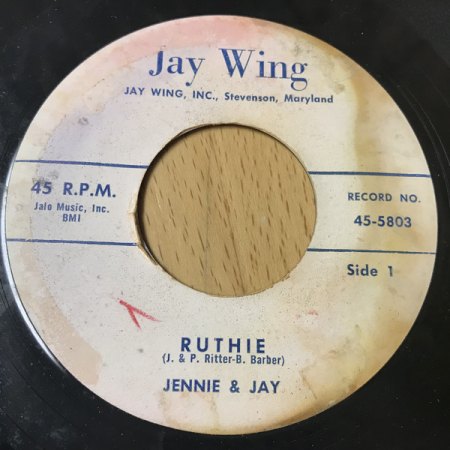 Jay Wing
JAY WING, INC., Stevenson, Maryland
45 R.P.M.
Jalo Music, Inc.
BMI
RECORD NO.
45-5803
Side 1
RUTHIE
(J. & P. Ritter-B. Barber)
JENNIE & JAY